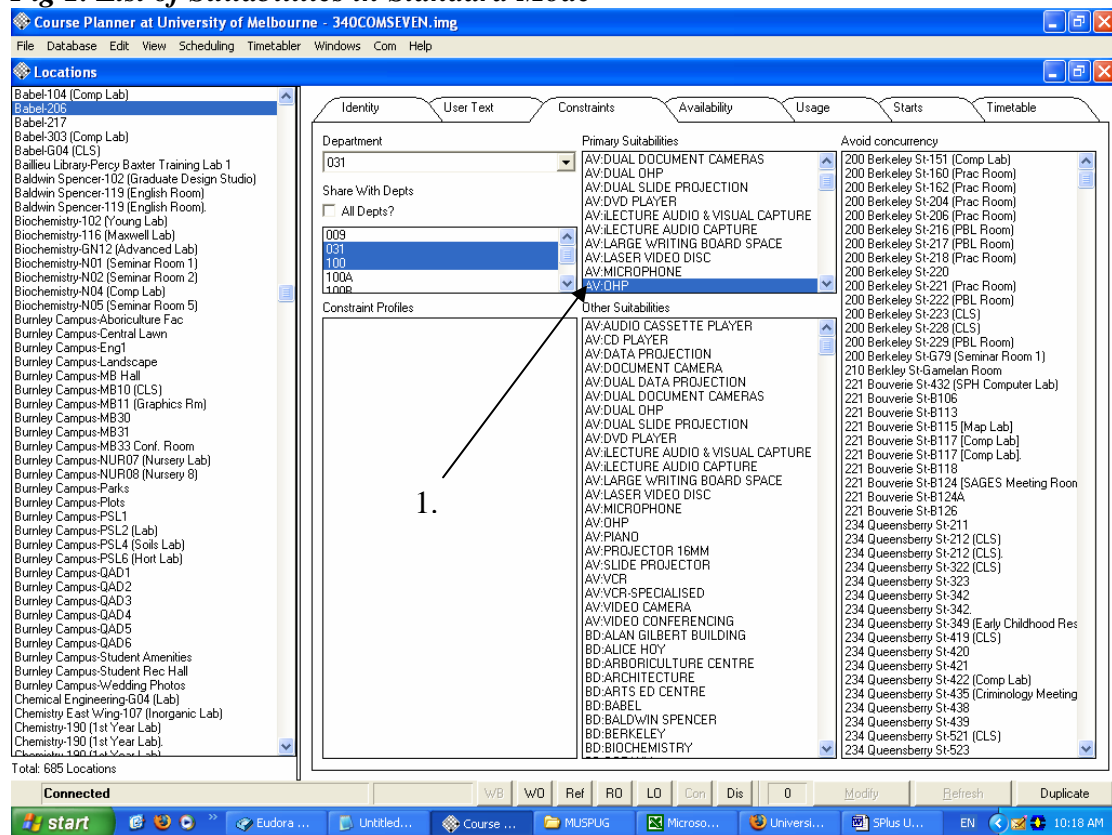 Fig 1: List of Suitabilities in Standard Mode
Course Planner at University of Melbourne - 340COMSEVEN.img
File Database Edit View Scheduling Timetabler Windows Com Help
Locations
Babel-104 (Comp Lab)
Babel-206
Babel-217
Babel-303 (Comp Lab)
Babel-G04 (CLS)
Baillieu Library-Percy Baxter Training Lab 1
Baldwin Spencer-102 (Graduate Design Studio)
Baldwin Spencer-119 (English Room)
Baldwin Spencer-119 (English Room).
Biochemistry-102 (Young Lab)
Biochemistry-116 (Maxwell Lab)
Biochemistry-GN12 (Advanced Lab)
Biochemistry-N01 (Seminar Room 1)
Biochemistry-N02 (Seminar Room 2)
Biochemistry-N04 (Comp Lab)
Biochemistry-N05 (Seminar Room 5)
Burnley Campus-Aboriculture Fac
Burnley Campus-Central Lawn
Burnley Campus-Eng1
Burnley Campus-Landscape
Burnley Campus-MB Hall
Burnley Campus-MB10 (CLS)
Burnley Campus-MB11 (Graphics Rm)
Burnley Campus-MB30
Burnley Campus-MB31
Burnley Campus-MB33 Conf. Room
Burnley Campus-NUR07 (Nursery Lab)
Burnley Campus-NUR08 (Nursery 8)
Burnley Campus-Parks
Burnley Campus-Plots
Burnley Campus-PSL1
Burnley Campus-PSL2 (Lab)
Burnley Campus-PSL4 (Soils Lab)
Burnley Campus-PSL6 (Hort Lab)
Burnley Campus-QAD1
Burnley Campus-QAD2
Burnley Campus-QAD3
Burnley Campus-QAD4
Burnley Campus-QAD5
Burnley Campus-QAD6
Burnley Campus-Student Amenities
Burnley Campus-Student Rec Hall
Burnley Campus-Wedding Photos
Chemical Engineering-G04 (Lab)
Chemistry East Wing-107 (Inorganic Lab)
Chemistry-190 (1st Year Lab)
Chemistry-190 (1st Year Lab).
Chemistry-190 (1st Year Lab)
Total: 685 Locations
Identity User Text Constraints Availability Usage Starts Timetable
Department
031
Share With Depts
All Depts?
009
031
100
100A
100B
Constraint Profiles
1.
Primary Suitabilities
AV:DUAL DOCUMENT CAMERAS
AV:DUAL OHP
AV:DUAL SLIDE PROJECTION
AV:DVD PLAYER
AV:iLECTURE AUDIO & VISUAL CAPTURE
AV:iLECTURE AUDIO CAPTURE
AV:LARGE WRITING BOARD SPACE
AV:LASER VIDEO DISC
AV:MICROPHONE
AV:OHP
Other Suitabilities
AV:AUDIO CASSETTE PLAYER
AV:CD PLAYER
AV:DATA PROJECTION
AV:DOCUMENT CAMERA
AV:DUAL DATA PROJECTION
AV:DUAL DOCUMENT CAMERAS
AV:DUAL OHP
AV:DUAL SLIDE PROJECTION
AV:DVD PLAYER
AV:iLECTURE AUDIO & VISUAL CAPTURE
AV:iLECTURE AUDIO CAPTURE
AV:LARGE WRITING BOARD SPACE
AV:LASER VIDEO DISC
AV:MICROPHONE
AV:OHP
AV:PIANO
AV:PROJECTOR 16MM
AV:SLIDE PROJECTOR
AV:VCR
AV:VCR-SPECIALISED
AV:VIDEO CAMERA
AV:VIDEO CONFERENCING
BD:ALAN GILBERT BUILDING
BD:ALICE HOY
BD:ARBORICULTURE CENTRE
BD:ARCHITECTURE
BD:ARTS ED CENTRE
BD:BABEL
BD:BALDWIN SPENCER
BD:BERKELEY
BD:BIOCHEMISTRY
Avoid concurrency
200 Berkeley St-151 (Comp Lab)
200 Berkeley St-160 (Prac Room)
200 Berkeley St-162 (Prac Room)
200 Berkeley St-204 (Prac Room)
200 Berkeley St-206 (Prac Room)
200 Berkeley St-216 (PBL Room)
200 Berkeley St-217 (PBL Room)
200 Berkeley St-218 (Prac Room)
200 Berkeley St-220
200 Berkeley St-221 (Prac Room)
200 Berkeley St-222 (PBL Room)
200 Berkeley St-223 (CLS)
200 Berkeley St-228 (CLS)
200 Berkeley St-229 (PBL Room)
200 Berkeley St-G79 (Seminar Room 1)
210 Berkley St-Gamelan Room
221 Bouverie St-432 (SPH Computer Lab)
221 Bouverie St-B106
221 Bouverie St-B113
221 Bouverie St-B115 [Map Lab]
221 Bouverie St-B117 [Comp Lab]
221 Bouverie St-B117 [Comp Lab].
221 Bouverie St-B118
221 Bouverie St-B124 [SAGES Meeting Roon
221 Bouverie St-B124A
221 Bouverie St-B126
234 Queensberry St-211
234 Queensberry St-212 (CLS)
234 Queensberry St-212 (CLS).
234 Queensberry St-322 (CLS)
234 Queensberry St-323
234 Queensberry St-342
234 Queensberry St-342.
234 Queensberry St-349 (Early Childhood Res
234 Queensberry St-419 (CLS)
234 Queensberry St-420
234 Queensberry St-421
234 Queensberry St-422 (Comp Lab)
234 Queensberry St-435 (Criminology Meeting
234 Queensberry St-438
234 Queensberry St-439
234 Queensberry St-521 (CLS)
234 Queensberry St-523
Connected WB WO Ref RO LO Con Dis 0 Modify Refresh Duplicate
start Eudora ... Untitled... Course ... MUSPUG Microso... Universi... SPlus U... EN 10:18 AM